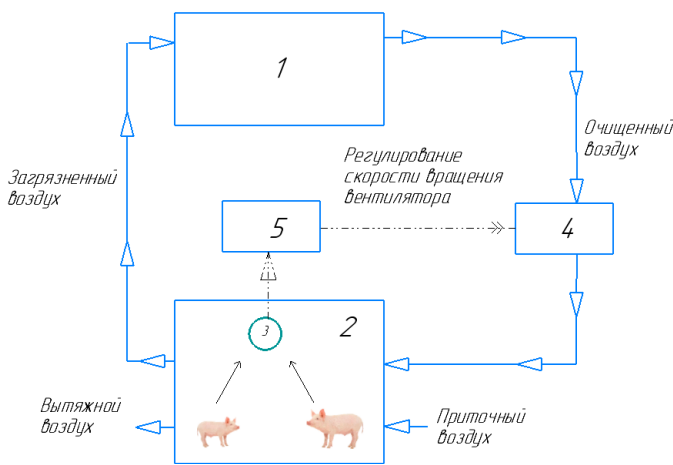 1
Очищенный
воздух
Регулирование
скорости вращения
вентилятора
Загрязненный
воздух
5
4
3
2
Вытяжной
воздух
Приточный
воздух